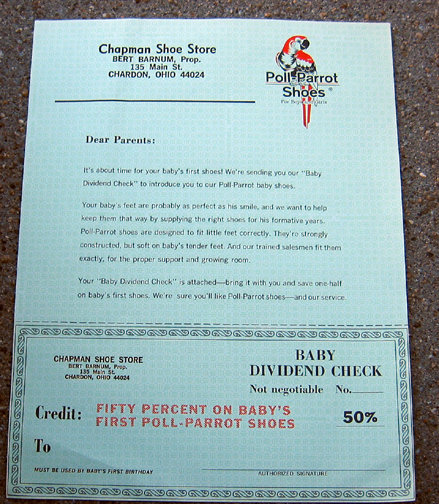 Chapman Shoe Store
BERT BARNUM, Prop.
135 Main St.
CHARDON, OHIO 44024
Poll-Parrot
Shoes ®
For Boys and Girls
Dear Parents:
It's about time for your baby's first shoes! We're sending you our "Baby
Dividend Check" to introduce you to our Poll-Parrot baby shoes.
Your baby's feet are probably as perfect as his smile, and we want to help
keep them that way by supplying the right shoes for his formative years.
Poll-Parrot shoes are designed to fit little feet correctly. They're strongly
constructed, but soft on baby's tender feet. And our trained salesmen fit them
exactly, for the proper support and growing room.
Your "Baby Dividend Check" is attached—bring it with you and save one-half
on baby's first shoes. We're sure you'll like Poll-Parrot shoes—and our service.
CHAPMAN SHOE STORE
BERT BARNUM, Prop.
135 Main St.
CHARDON, OHIO 44024
BABY
DIVIDEND CHECK
Not negotiable No.
Credit: FIFTY PERCENT ON BABY'S
FIRST POLL-PARROT SHOES
50%
To
MUST BE USED BY BABY'S FIRST BIRTHDAY
AUTHORIZED SIGNATURE